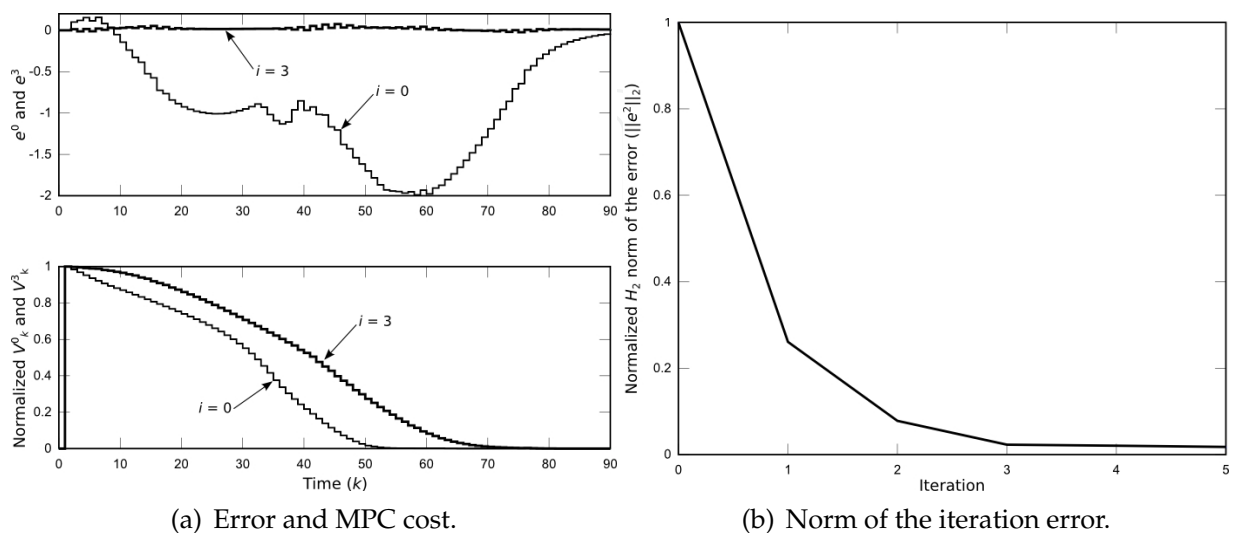 0
-0.5
-1
-1.5
-2
e⁰ and e³
i = 3
i = 0
0 10 20 30 40 50 60 70 80 90
1
0.8
0.6
0.4
0.2
0
Normalized V⁰ₖ and V³ₖ
i = 3
i = 0
0 10 20 30 40 50 60 70 80 90
Time (k)
(a) Error and MPC cost.
1
0.8
0.6
0.4
0.2
0
Normalized H₂ norm of the error (||e²||₂)
0 1 2 3 4 5
Iteration
(b) Norm of the iteration error.